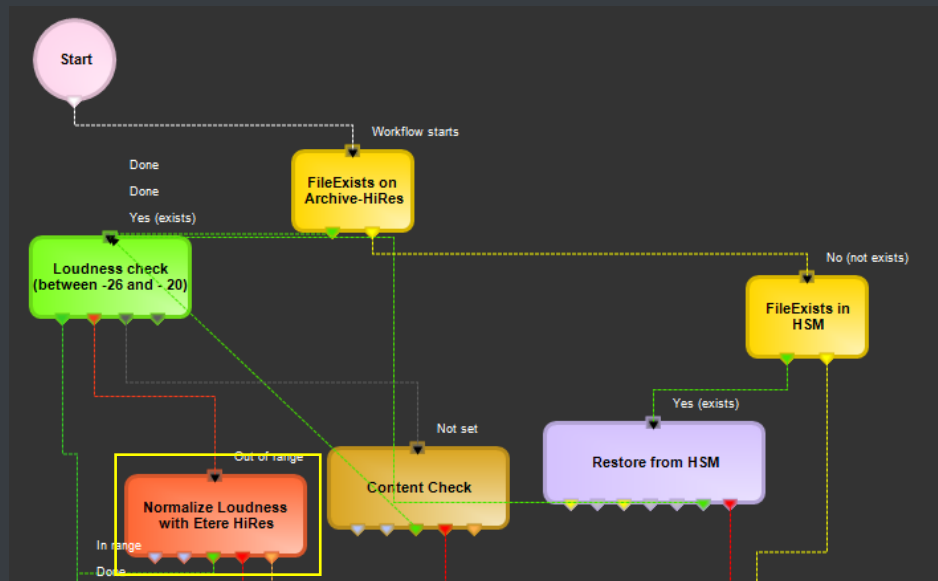 Start
Workflow starts
Done
Done
Yes (exists)
FileExists on
Archive-HiRes
Loudness check
(between -26 and - 20)
No (not exists)
FileExists in
HSM
Yes (exists)
Not set
Out of range
Restore from HSM
Content Check
Normalize Loudness
with Etere HiRes
In range
Done